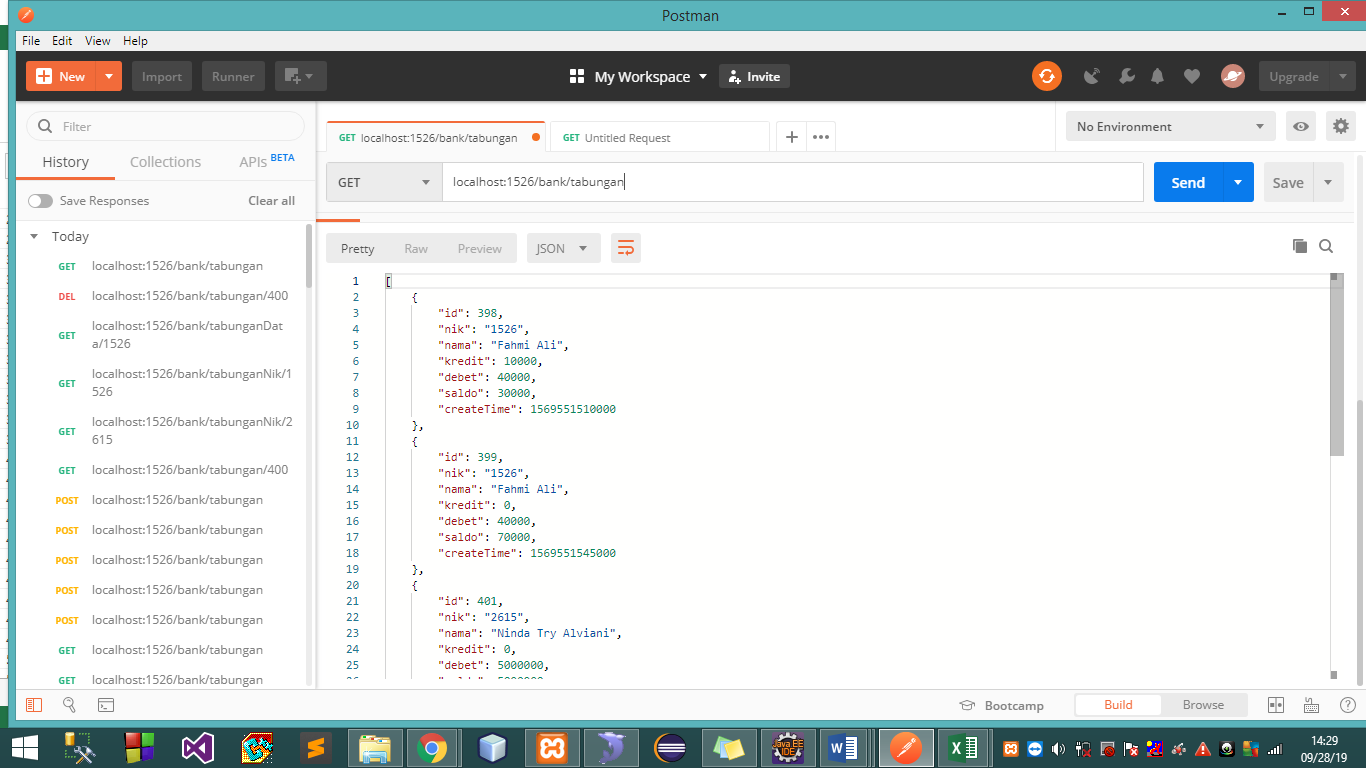 Postman
File Edit View Help
New
Import
Runner
My Workspace
Invite
Upgrade
Filter
History
Collections
APIs BETA
Save Responses
Clear all
Today
GET localhost:1526/bank/tabungan
DEL localhost:1526/bank/tabungan/400
GET localhost:1526/bank/tabunganDat
a/1526
GET localhost:1526/bank/tabunganNik/1
526
GET localhost:1526/bank/tabunganNik/2
615
GET localhost:1526/bank/tabungan/400
POST localhost:1526/bank/tabungan
POST localhost:1526/bank/tabungan
POST localhost:1526/bank/tabungan
POST localhost:1526/bank/tabungan
POST localhost:1526/bank/tabungan
GET localhost:1526/bank/tabungan
GET localhost:1526/bank/tabungan
GET localhost:1526/bank/tabungan
GET Untitled Request
No Environment
GET
localhost:1526/bank/tabungan
Send
Save
Pretty Raw Preview
JSON
1 [
2 {
3 "id": 398,
4 "nik": "1526",
5 "nama": "Fahmi Ali",
6 "kredit": 10000,
7 "debet": 40000,
8 "saldo": 30000,
9 "createTime": 1569551510000
10 },
11 {
12 "id": 399,
13 "nik": "1526",
14 "nama": "Fahmi Ali",
15 "kredit": 0,
16 "debet": 40000,
17 "saldo": 70000,
18 "createTime": 1569551545000
19 },
20 {
21 "id": 401,
22 "nik": "2615",
23 "nama": "Ninda Try Alviani",
24 "kredit": 0,
25 "debet": 5000000,
Bootcamp
Build
Browse
Java EE
IDE
14:29
09/28/19